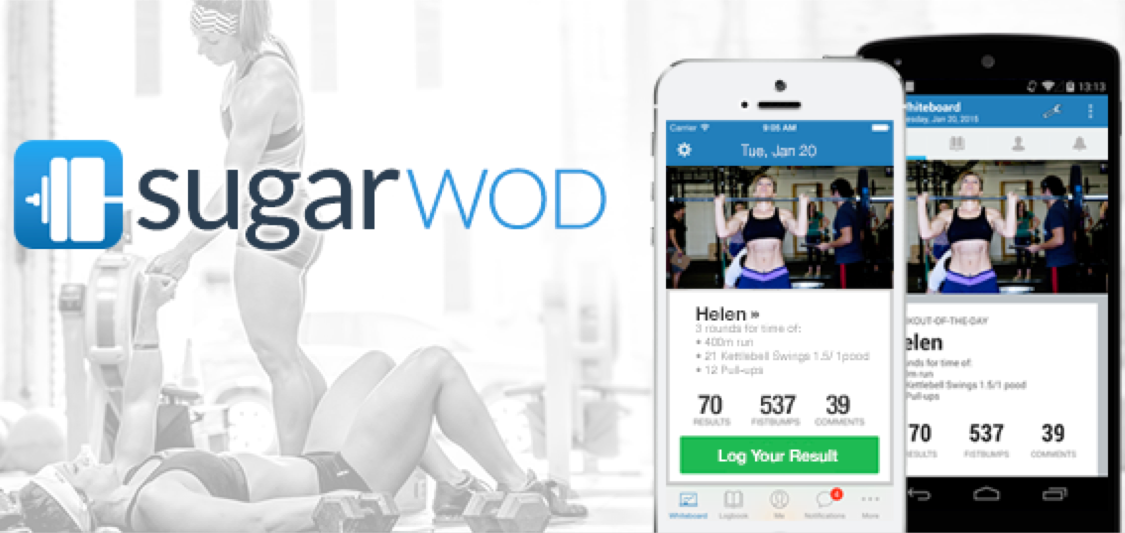 sugarWOD
Carrier
9:05 AM
Tue, Jan 20
Helen »
3 rounds for time of:
• 400m run
• 21 Kettlebell Swings 1.5/ 1pood
• 12 Pull-ups
70 537 39
RESULTS FISTBUMPS COMMENTS
Log Your Result
4
Whiteboard Logbook Me Notifications More
13:13
hiteboard
esday, Jan 20, 2015
KOUT-OF-THE-DAY
elen
nds for time of:
m run
Kettlebell Swings 1.5/1 pood
Pull-ups
70 537 39
ESULTS FISTBUMPS COMMENTS